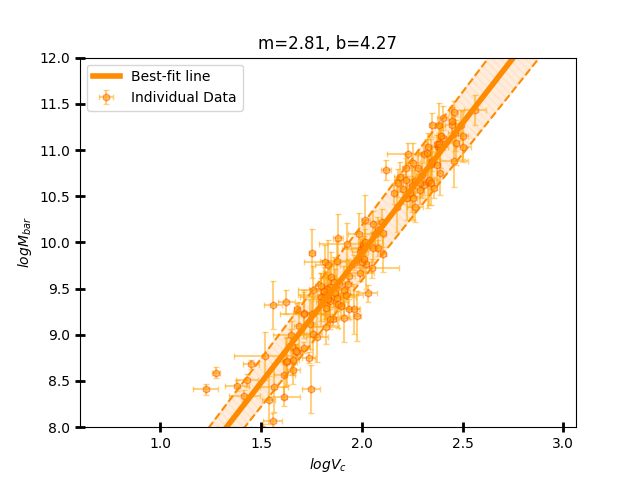 m=2.81, b=4.27
Best-fit line
Individual Data
12.0
11.5
11.0
10.5
10.0
9.5
9.0
8.5
8.0
logM_bar
1.0 1.5 2.0 2.5 3.0
logV_c